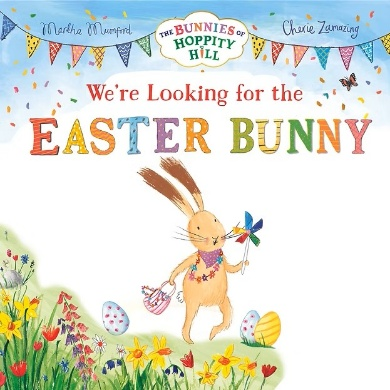 Martha Mumford
THE BUNNIES OF
HOPPITY
HILL
Cherie Zamazing
We're Looking for the
EASTER BUNNY